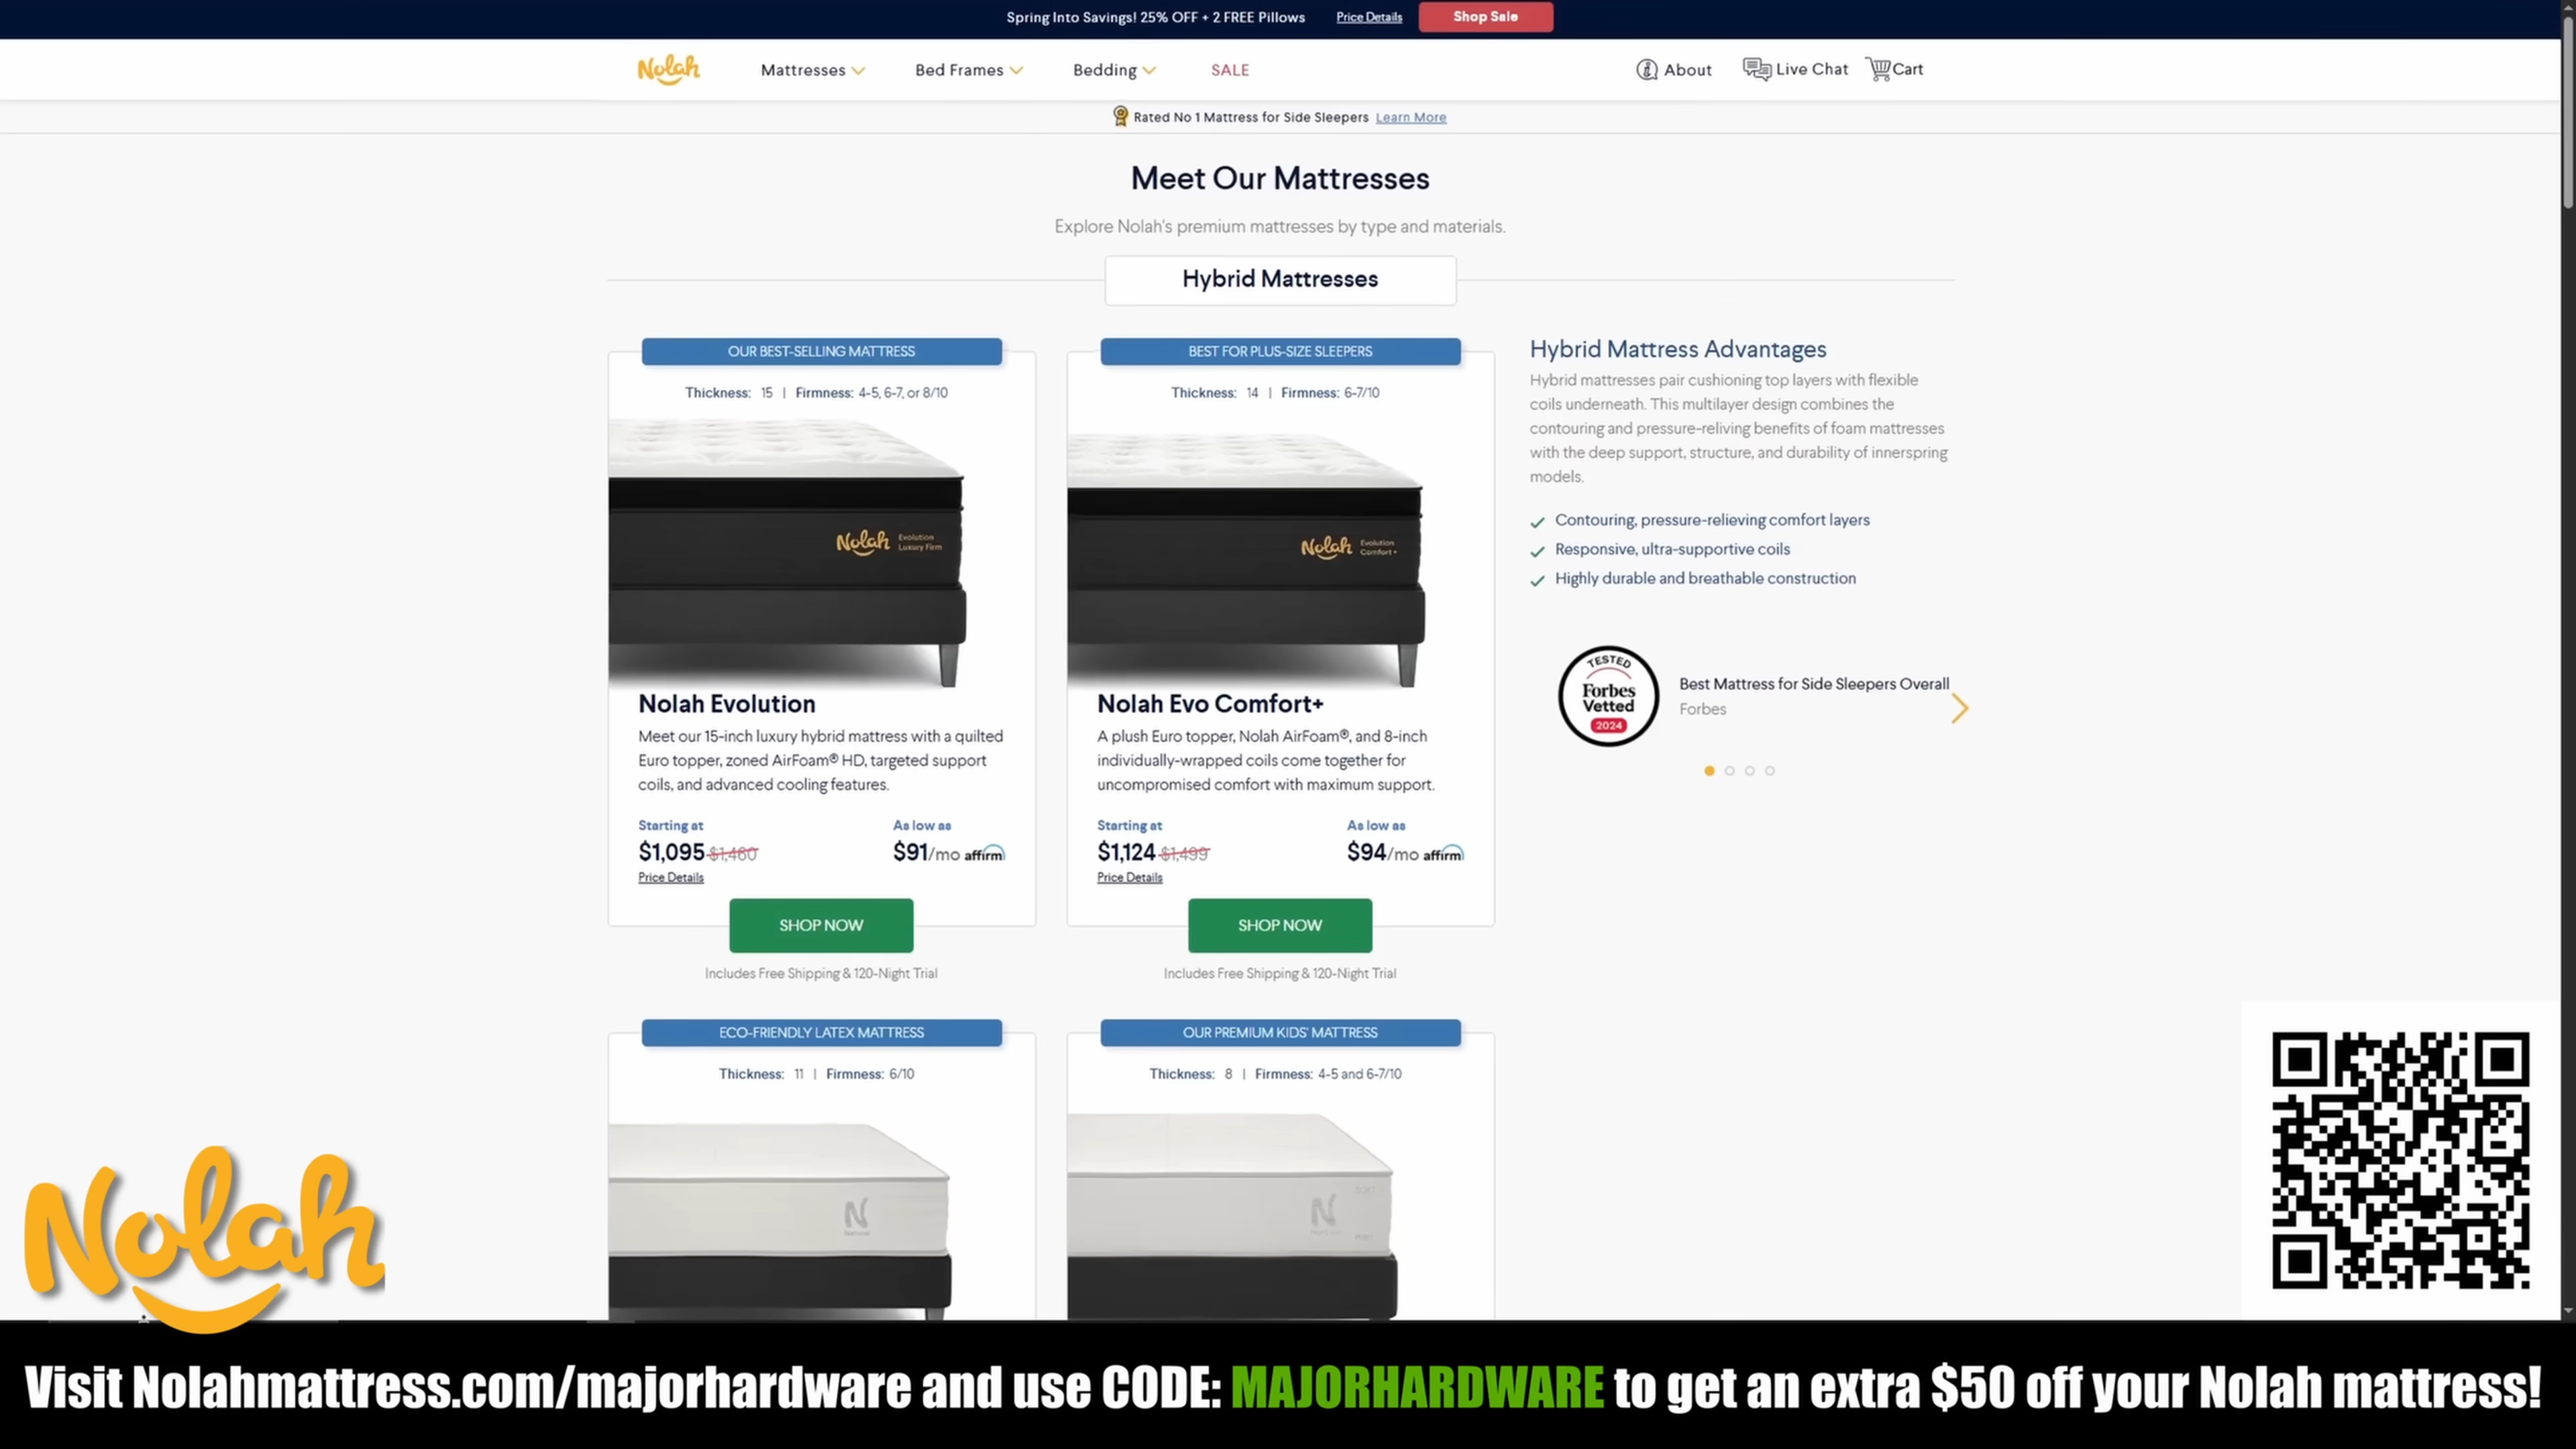 Spring Into Savings! 25% OFF + 2 FREE Pillows Price Details Shop Sale
Nolah Mattresses Bed Frames Bedding SALE About Live Chat Cart
Rated No 1 Mattress for Side Sleepers Learn More
Meet Our Mattresses
Explore Nolah's premium mattresses by type and materials.
Hybrid Mattresses
OUR BEST-SELLING MATTRESS
Thickness: 15 | Firmness: 4-5, 6-7, or 8/10
Nolah Evolution
Luxury Firm
Nolah Evolution
Meet our 15-inch luxury hybrid mattress with a quilted
Euro topper, zoned AirFoam® HD, targeted support
coils, and advanced cooling features.
Starting at As low as
$1,095 $1,460 $91/mo affirm
Price Details
SHOP NOW
Includes Free Shipping & 120-Night Trial
BEST FOR PLUS-SIZE SLEEPERS
Thickness: 14 | Firmness: 6-7/10
Nolah Evolution
Comfort+
Nolah Evo Comfort+
A plush Euro topper, Nolah AirFoam®, and 8-inch
individually-wrapped coils come together for
uncompromised comfort with maximum support.
Starting at As low as
$1,124 $1,499 $94/mo affirm
Price Details
SHOP NOW
Includes Free Shipping & 120-Night Trial
Hybrid Mattress Advantages
Hybrid mattresses pair cushioning top layers with flexible
coils underneath. This multilayer design combines the
contouring and pressure-reliving benefits of foam mattresses
with the deep support, structure, and durability of innerspring
models.
Contouring, pressure-relieving comfort layers
Responsive, ultra-supportive coils
Highly durable and breathable construction
TESTED
Forbes
Vetted
2024
Best Mattress for Side Sleepers Overall
Forbes
ECO-FRIENDLY LATEX MATTRESS
Thickness: 11 | Firmness: 6/10
N
Natural
OUR PREMIUM KIDS' MATTRESS
Thickness: 8 | Firmness: 4-5 and 6-7/10
N
Nolah
Visit Nolahmattress.com/majorhardware and use CODE: MAJORHARDWARE to get an extra $50 off your Nolah mattress!